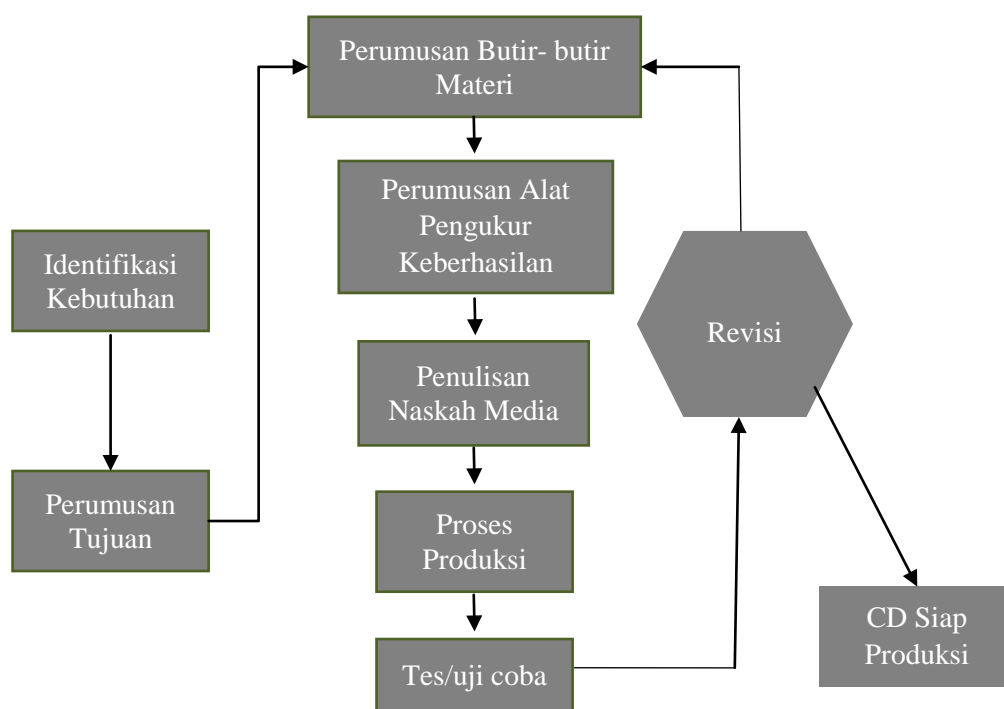 Identifikasi
Kebutuhan
Perumusan
Tujuan
Perumusan Butir- butir
Materi
Perumusan Alat
Pengukur
Keberhasilan
Penulisan
Naskah Media
Proses
Produksi
Tes/uji coba
Revisi
CD Siap
Produksi